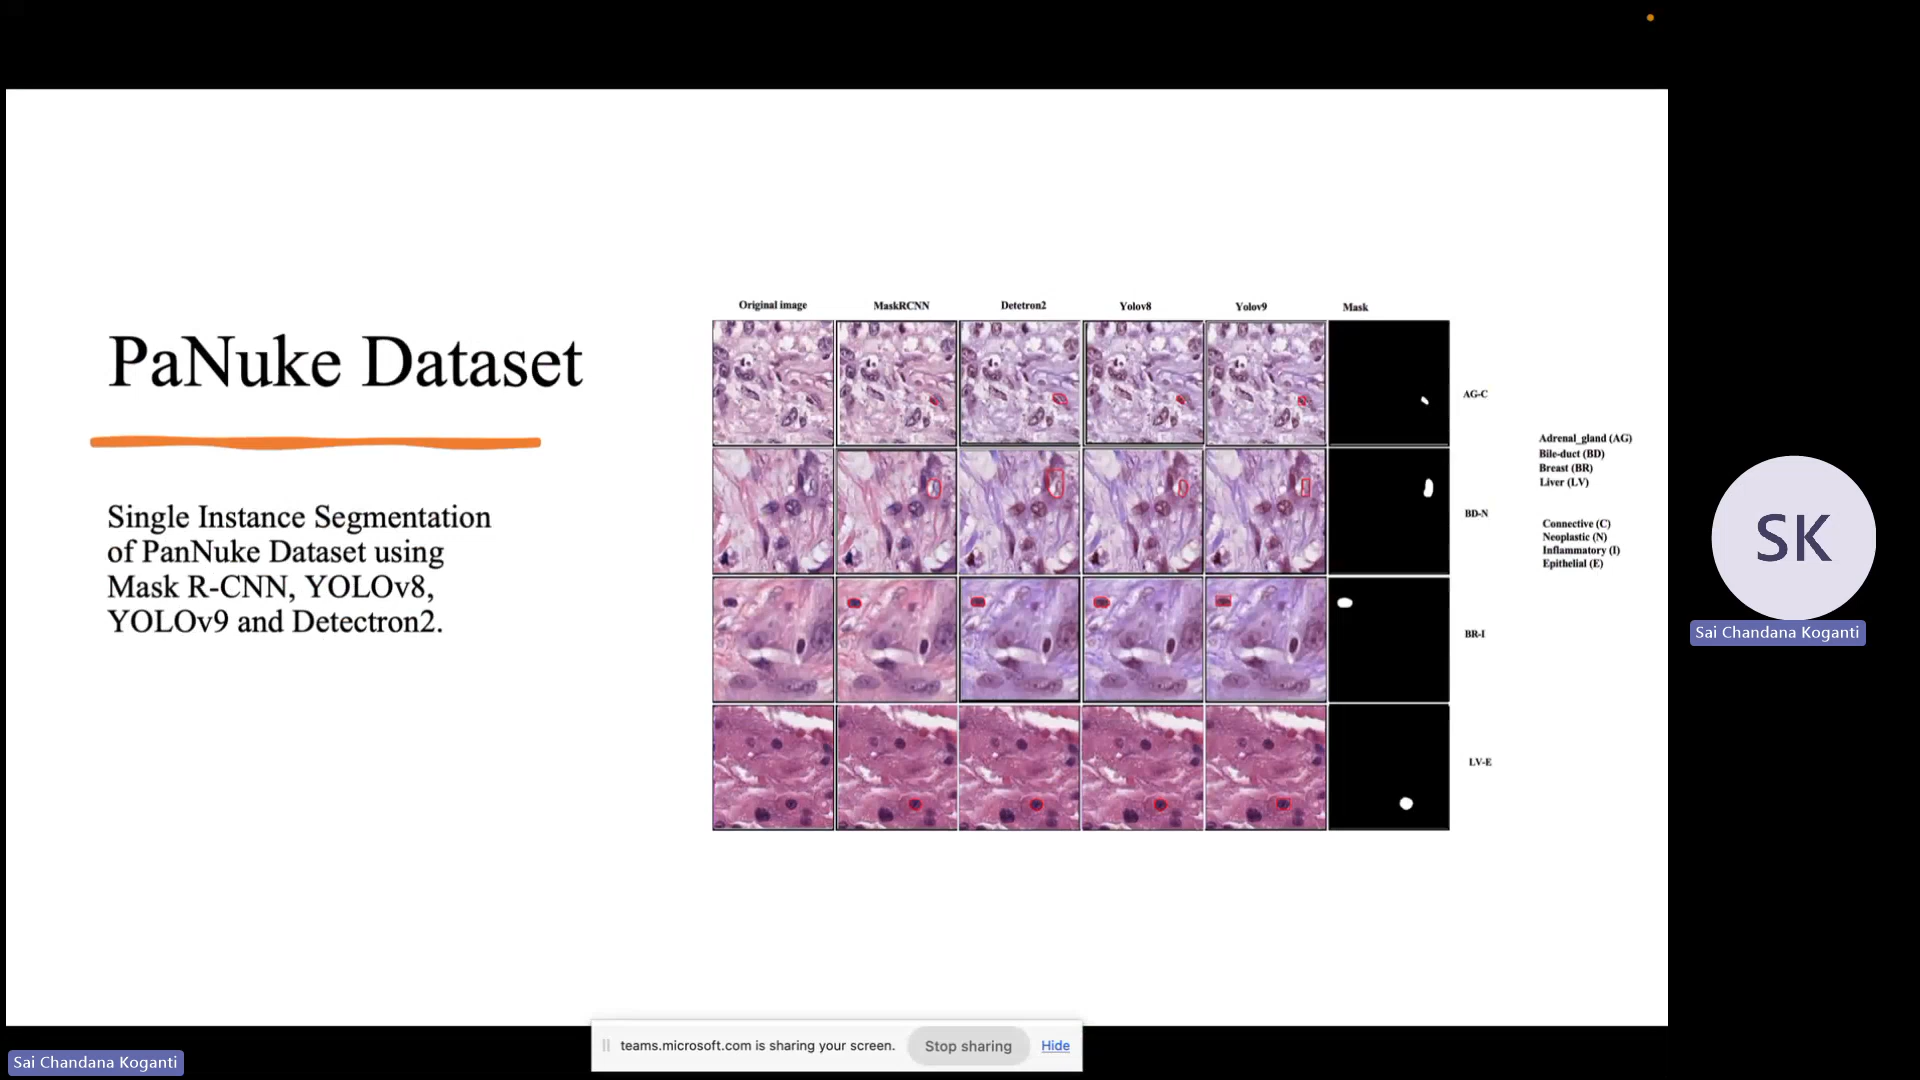 PaNuke Dataset
Single Instance Segmentation
of PanNuke Dataset using
Mask R-CNN, YOLOv8,
YOLOv9 and Detectron2.
Original image MaskRCNN Detetron2 Yolov8 Yolov9 Mask
AG-C
BD-N
BR-I
LV-E
Adrenal_gland (AG)
Bile-duct (BD)
Breast (BR)
Liver (LV)
Connective (C)
Neoplastic (N)
Inflammatory (I)
Epithelial (E)
SK
Sai Chandana Koganti
teams.microsoft.com is sharing your screen. Stop sharing Hide
Sai Chandana Koganti